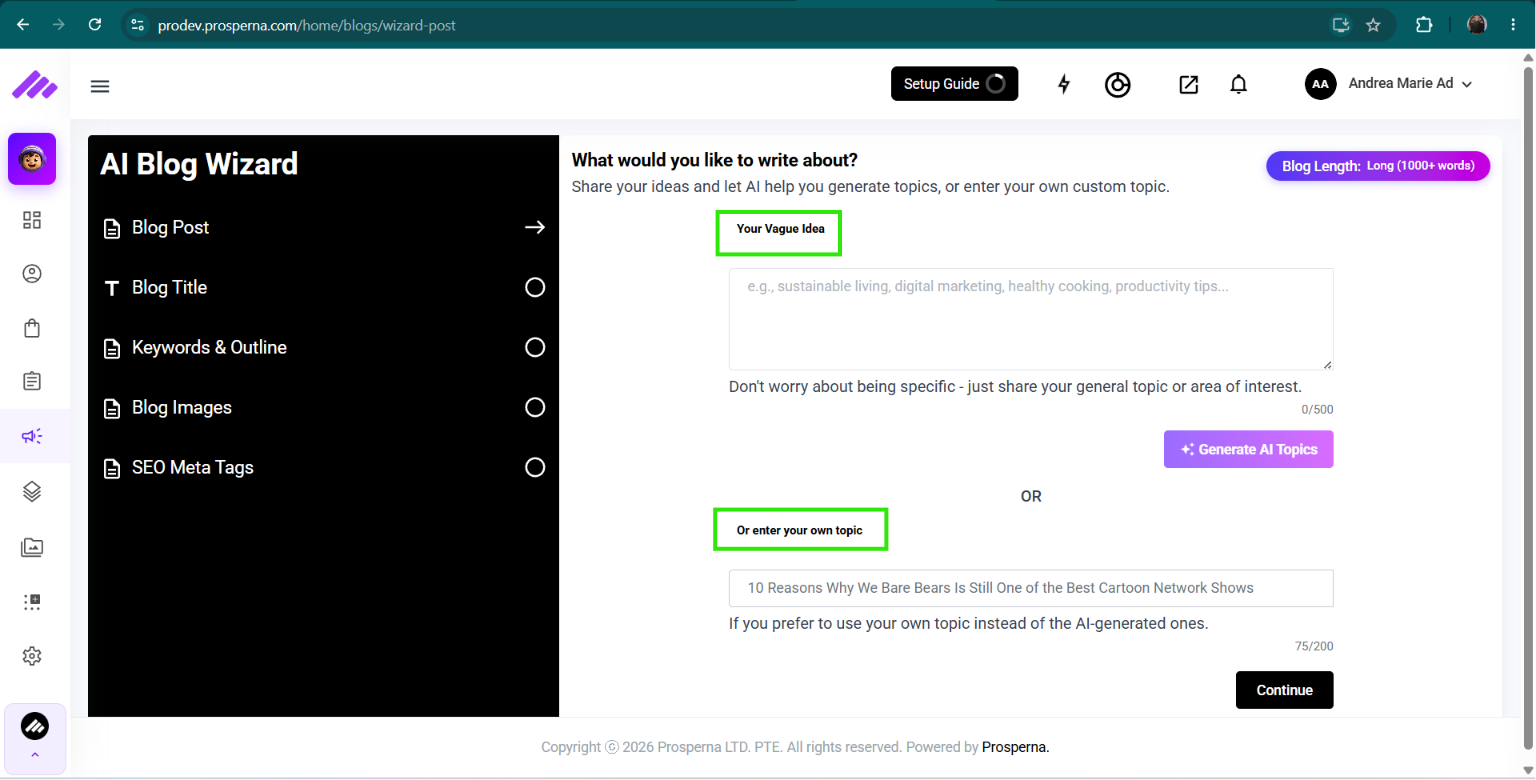 prodev.prosperna.com/home/blogs/wizard-post
Setup Guide
AA
Andrea Marie Ad
AI Blog Wizard
Blog Post
Blog Title
Keywords & Outline
Blog Images
SEO Meta Tags
What would you like to write about?
Blog Length: Long (1000+ words)
Share your ideas and let AI help you generate topics, or enter your own custom topic.
Your Vague Idea
e.g., sustainable living, digital marketing, healthy cooking, productivity tips...
Don't worry about being specific - just share your general topic or area of interest.
0/500
Generate AI Topics
OR
Or enter your own topic
10 Reasons Why We Bare Bears Is Still One of the Best Cartoon Network Shows
If you prefer to use your own topic instead of the AI-generated ones.
75/200
Continue
Copyright ⓒ 2026 Prosperna LTD. PTE. All rights reserved. Powered by Prosperna.